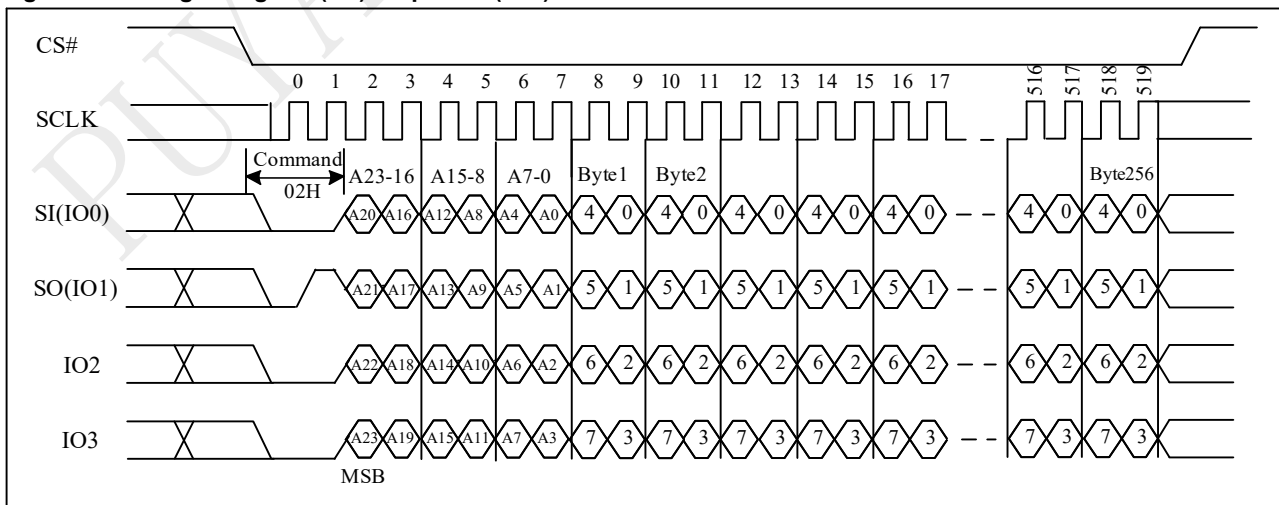 PUYA
CS#
0 1 2 3 4 5 6 7 8 9 10 11 12 13 14 15 16 17 516 517 518 519
SCLK
Command
02H
A23-16 A15-8 A7-0 Byte1 Byte2 Byte256
SI(IO0) A20 A16 A12 A8 A4 A0 4 0 4 0 4 0 4 0 4 0 4 0 4 0
SO(IO1) A21 A17 A13 A9 A5 A1 5 1 5 1 5 1 5 1 5 1 5 1 5 1
IO2 A22 A18 A14 A10 A6 A2 6 2 6 2 6 2 6 2 6 2 6 2 6 2
IO3 A23 A19 A15 A11 A7 A3 7 3 7 3 7 3 7 3 7 3 7 3 7 3
MSB